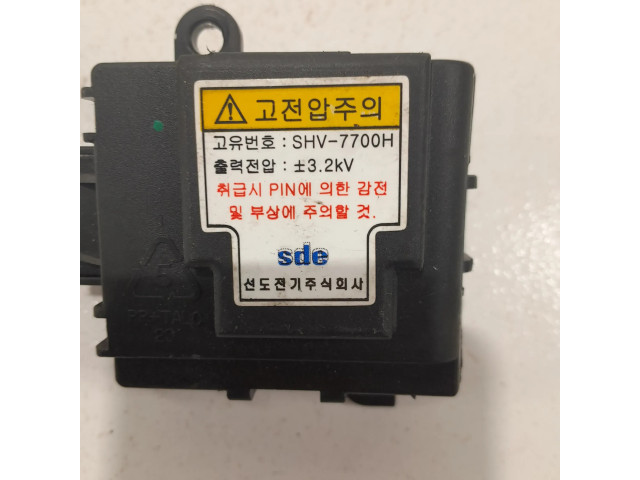 고전압주의
고유번호 : SHV-7700H
출력전압 : ±3.2kV
취급시 PIN에 의한 감전
및 부상에 주의할 것.
sde
선도전기주식회사